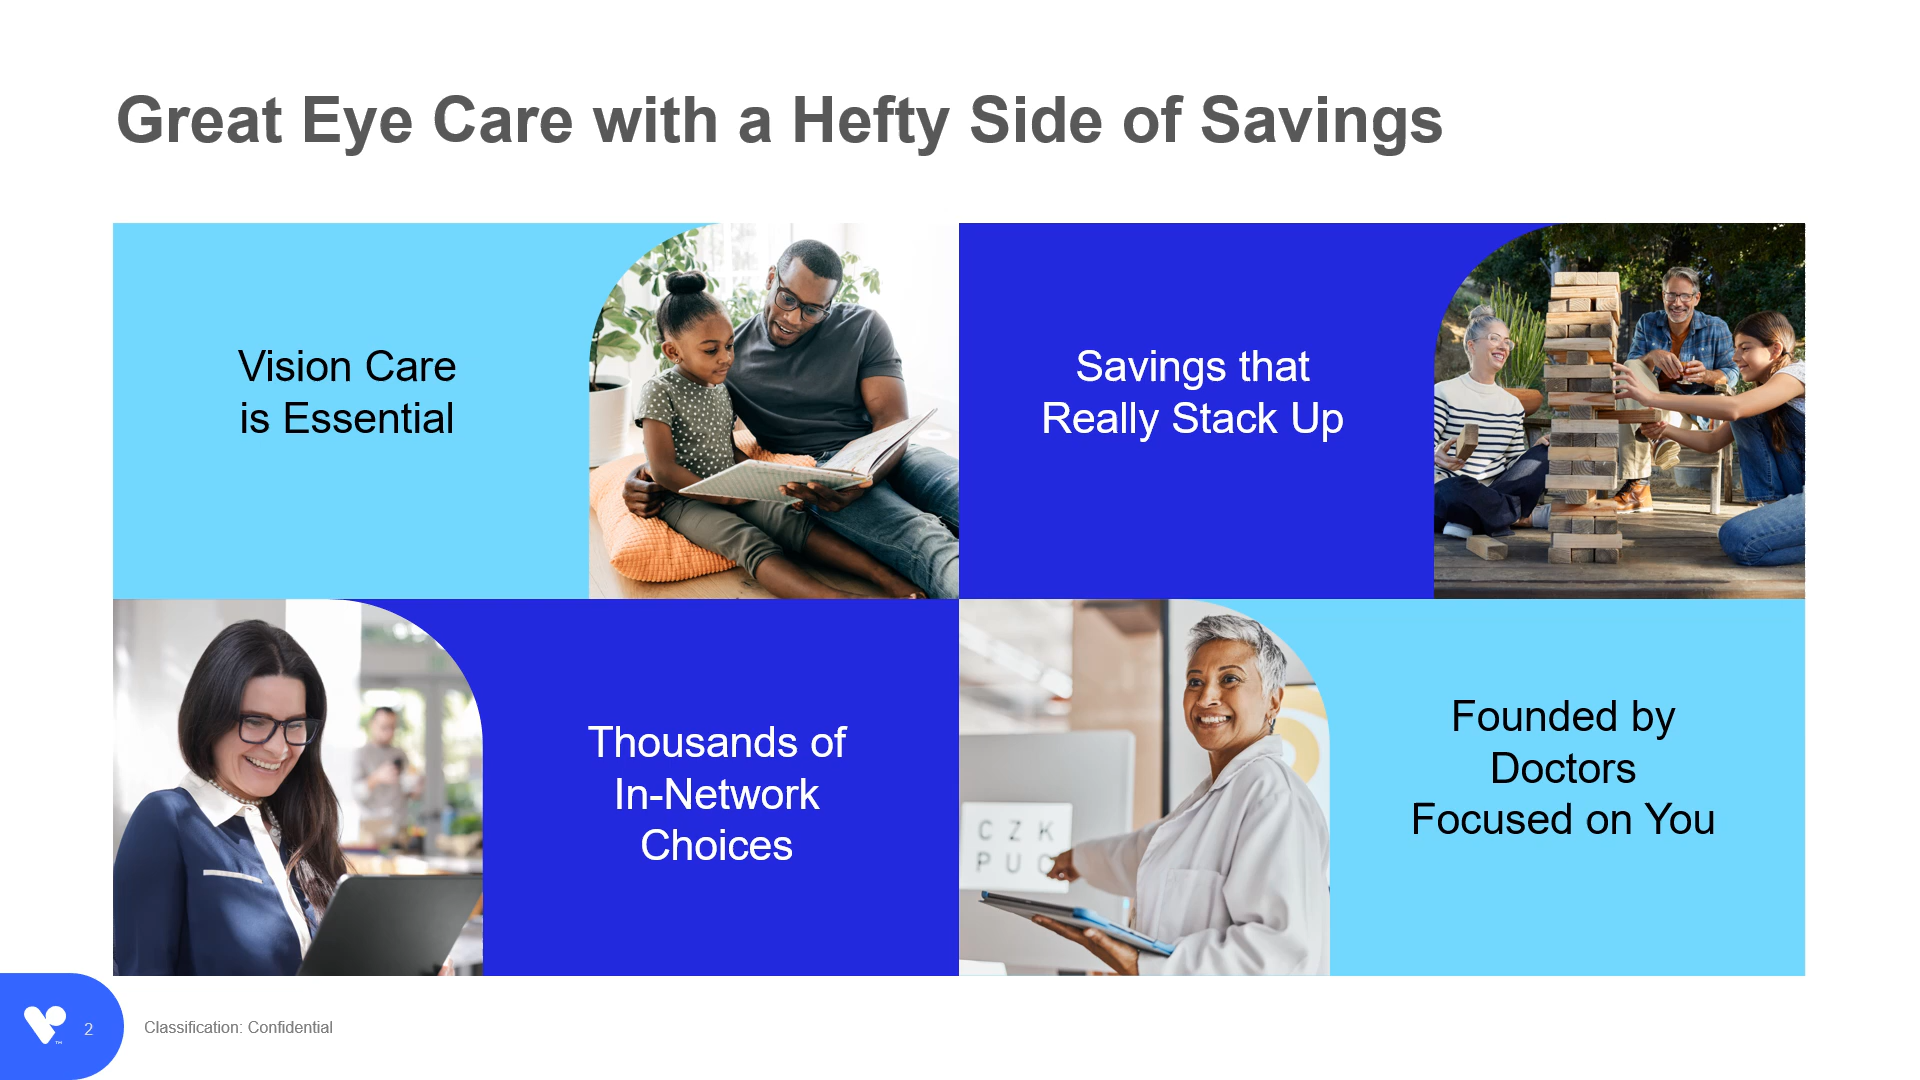 Great Eye Care with a Hefty Side of Savings
Vision Care
is Essential
Savings that
Really Stack Up
Thousands of
In-Network
Choices
C Z K
P U
Founded by
Doctors
Focused on You
2
Classification: Confidential